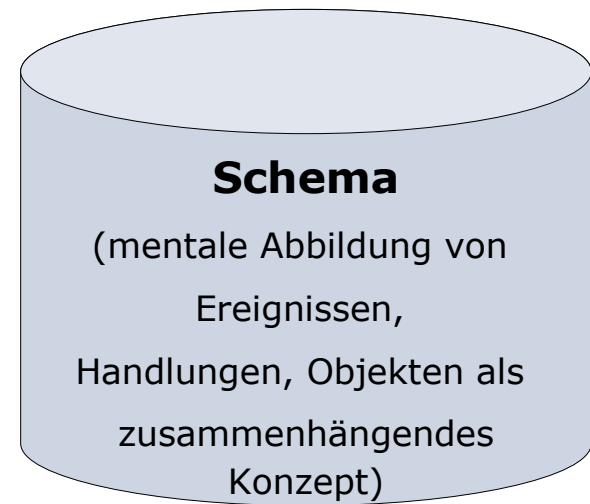 Schema
(mentale Abbildung von
Ereignissen,
Handlungen, Objekten als
zusammenhängendes
Konzept)